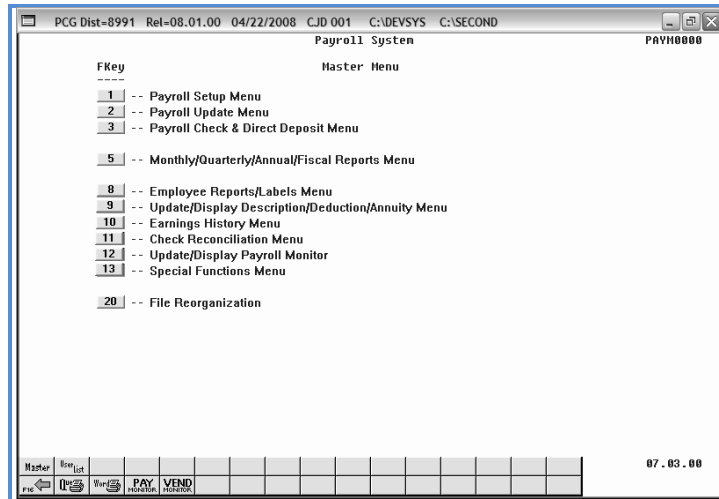 PCG Dist=8991 Rel=08.01.00 04/22/2008 CJD 001 C:\DEVSYS C:\SECOND
Payroll System PAYM0000
FKey Master Menu
----
1 -- Payroll Setup Menu
2 -- Payroll Update Menu
3 -- Payroll Check & Direct Deposit Menu
5 -- Monthly/Quarterly/Annual/Fiscal Reports Menu
8 -- Employee Reports/Labels Menu
9 -- Update/Display Description/Deduction/Annuity Menu
10 -- Earnings History Menu
11 -- Check Reconciliation Menu
12 -- Update/Display Payroll Monitor
13 -- Special Functions Menu
20 -- File Reorganization
Master User List 07.03.00
F16 Que Word PAY MONITOR VEND MONITOR